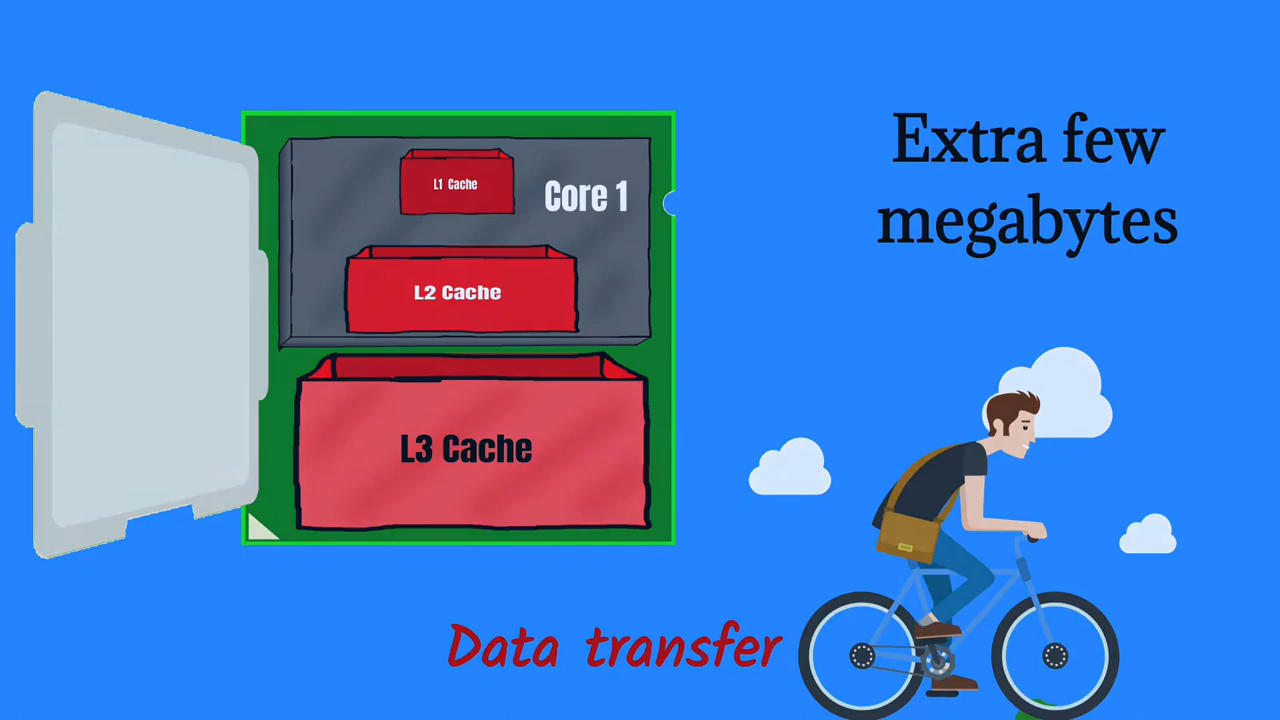 L1 Cache
Core 1
L2 Cache
L3 Cache
Extra few
megabytes
Data transfer